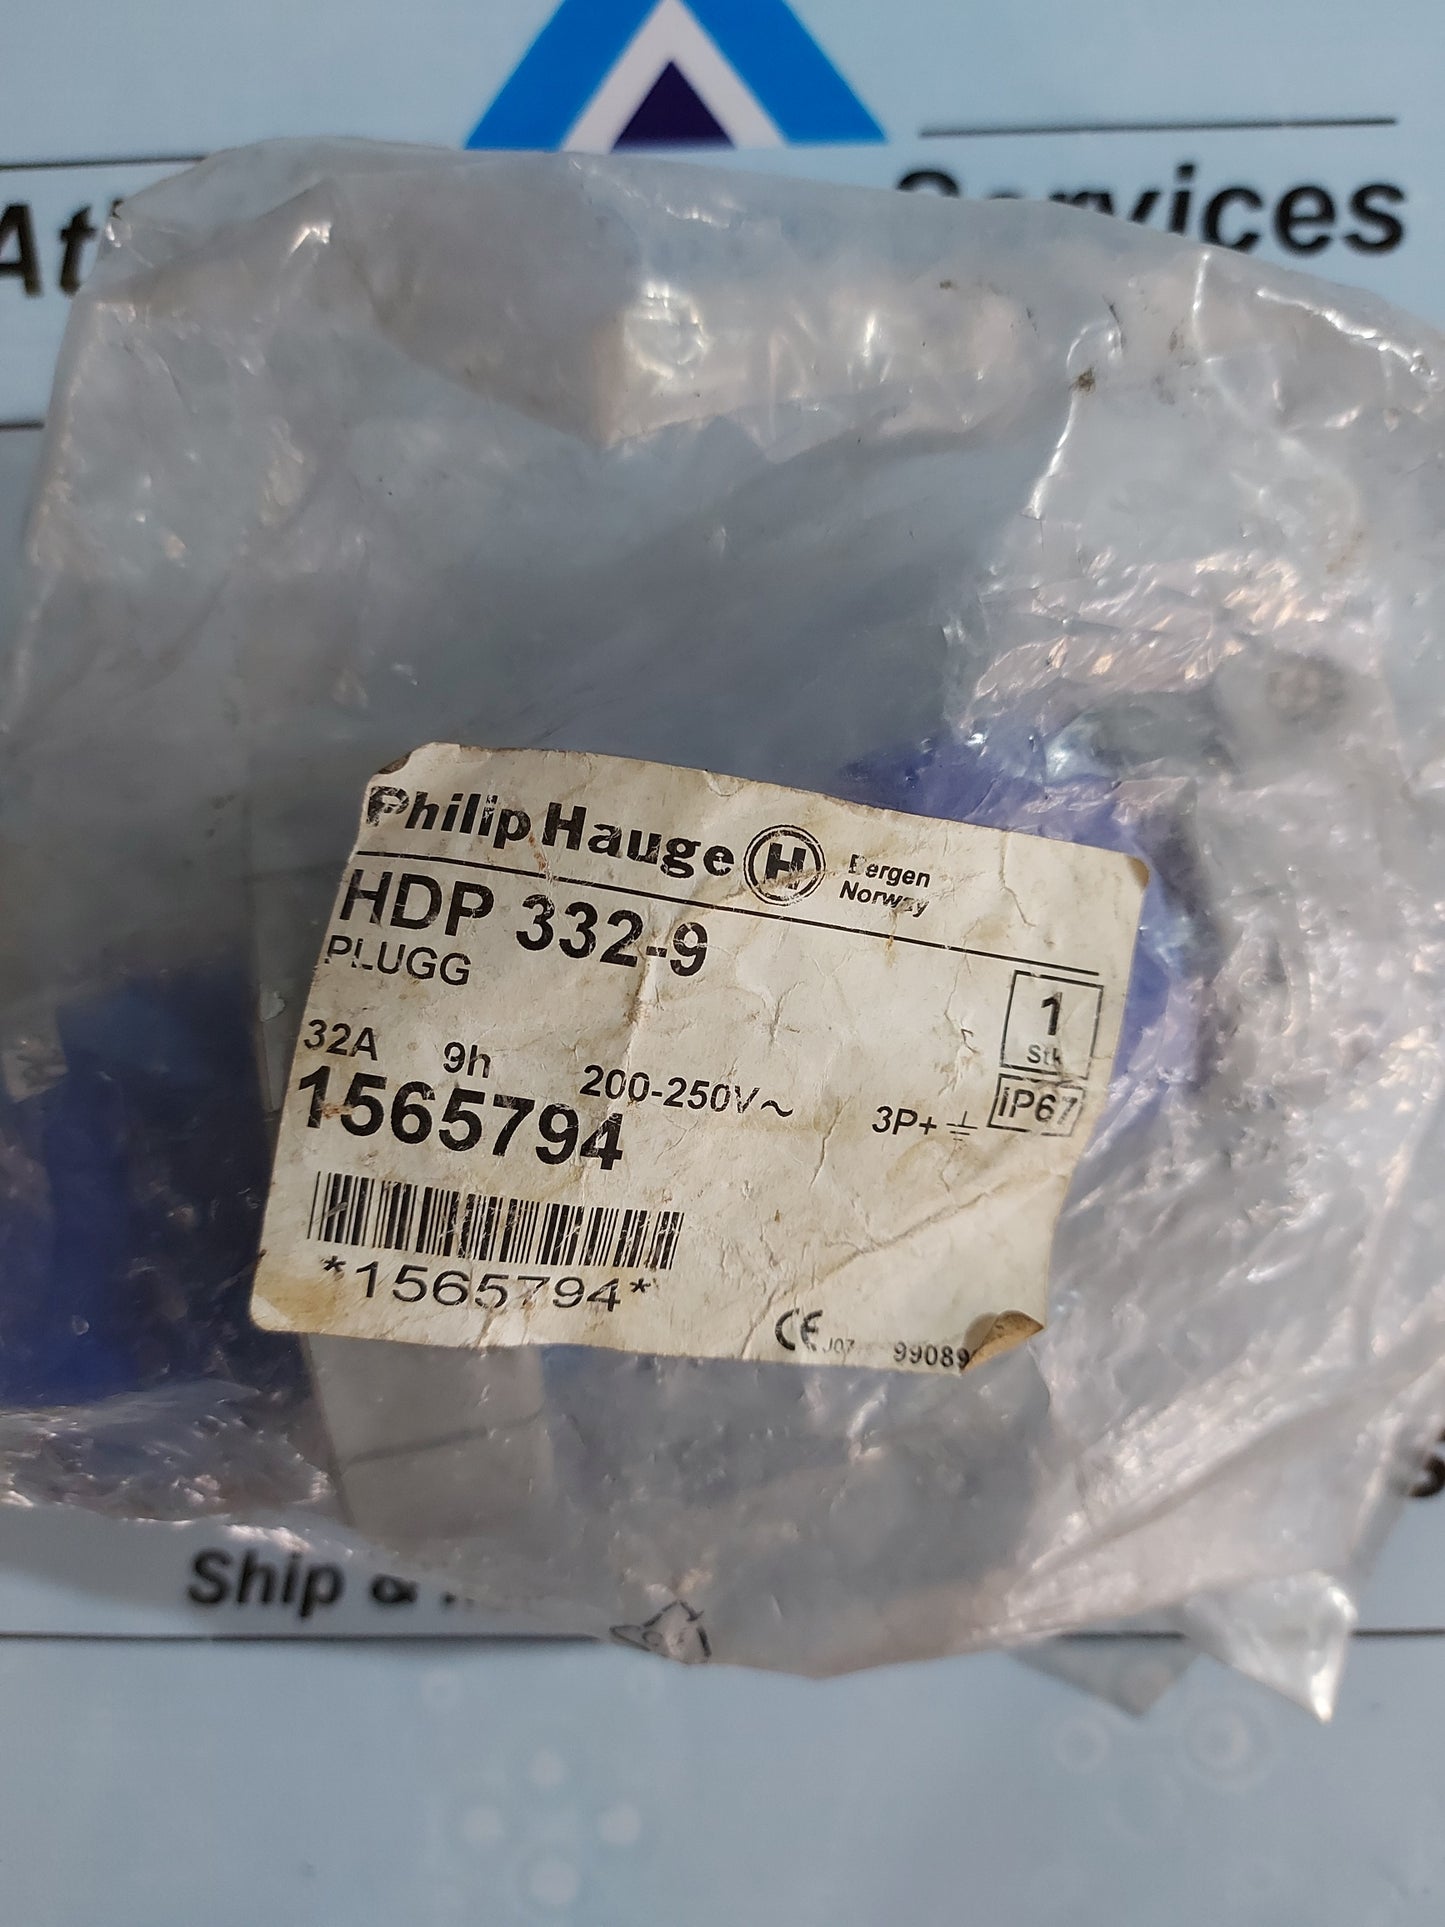 Services
Philip Hauge H Bergen
Norway
HDP 332-9
PLUGG
1
Stk
32A 9h 200-250V~ 3P+⏚ IP67
1565794
*1565794*
CE J07 99089
Ship &